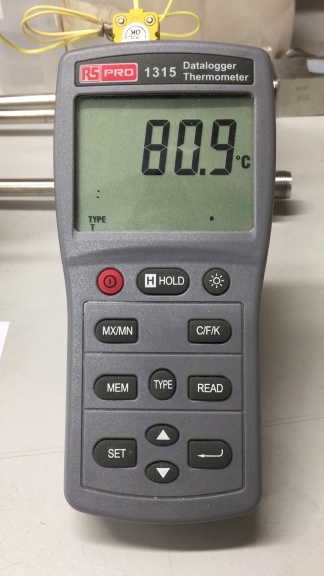 RS PRO 1315 Datalogger
Thermometer
80.9 °C
TYPE
T
H HOLD
MX/MN C/F/K
MEM TYPE READ
SET